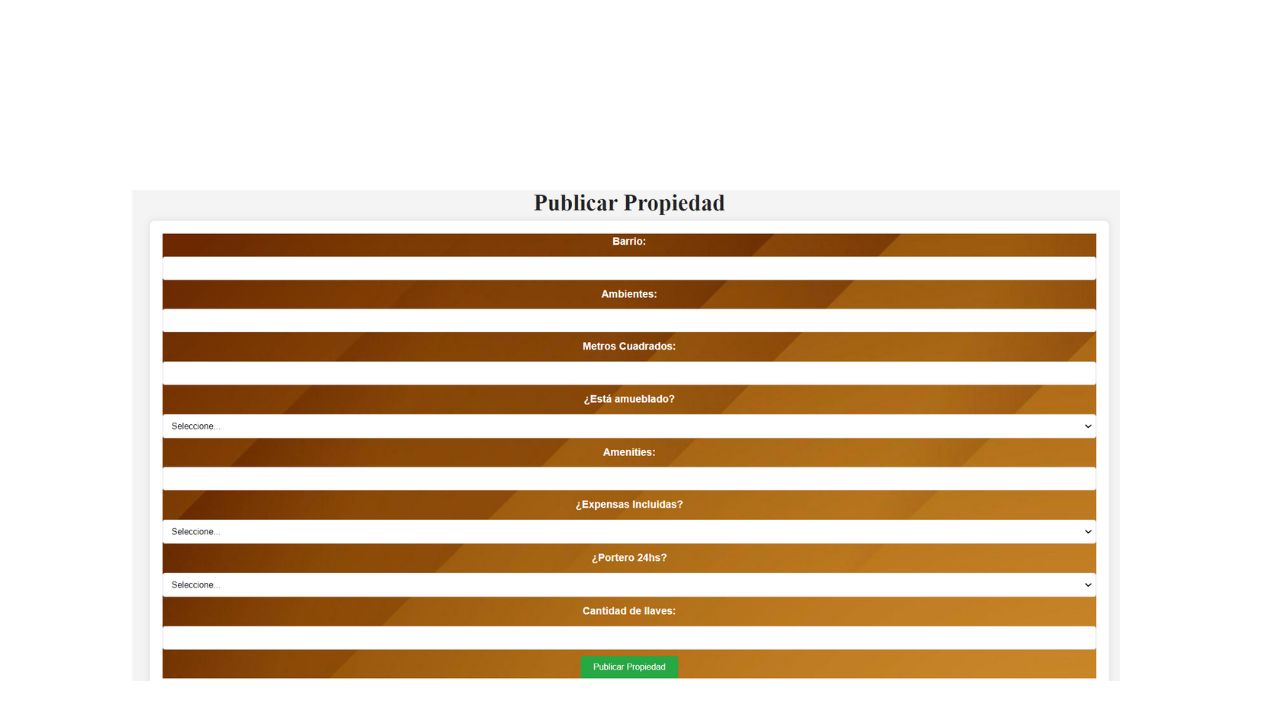 Publicar Propiedad
Barrio:
Ambientes:
Metros Cuadrados:
¿Está amueblado?
Seleccione...
Amenities:
¿Expensas Incluidas?
Seleccione...
¿Portero 24hs?
Seleccione...
Cantidad de llaves:
Publicar Propiedad